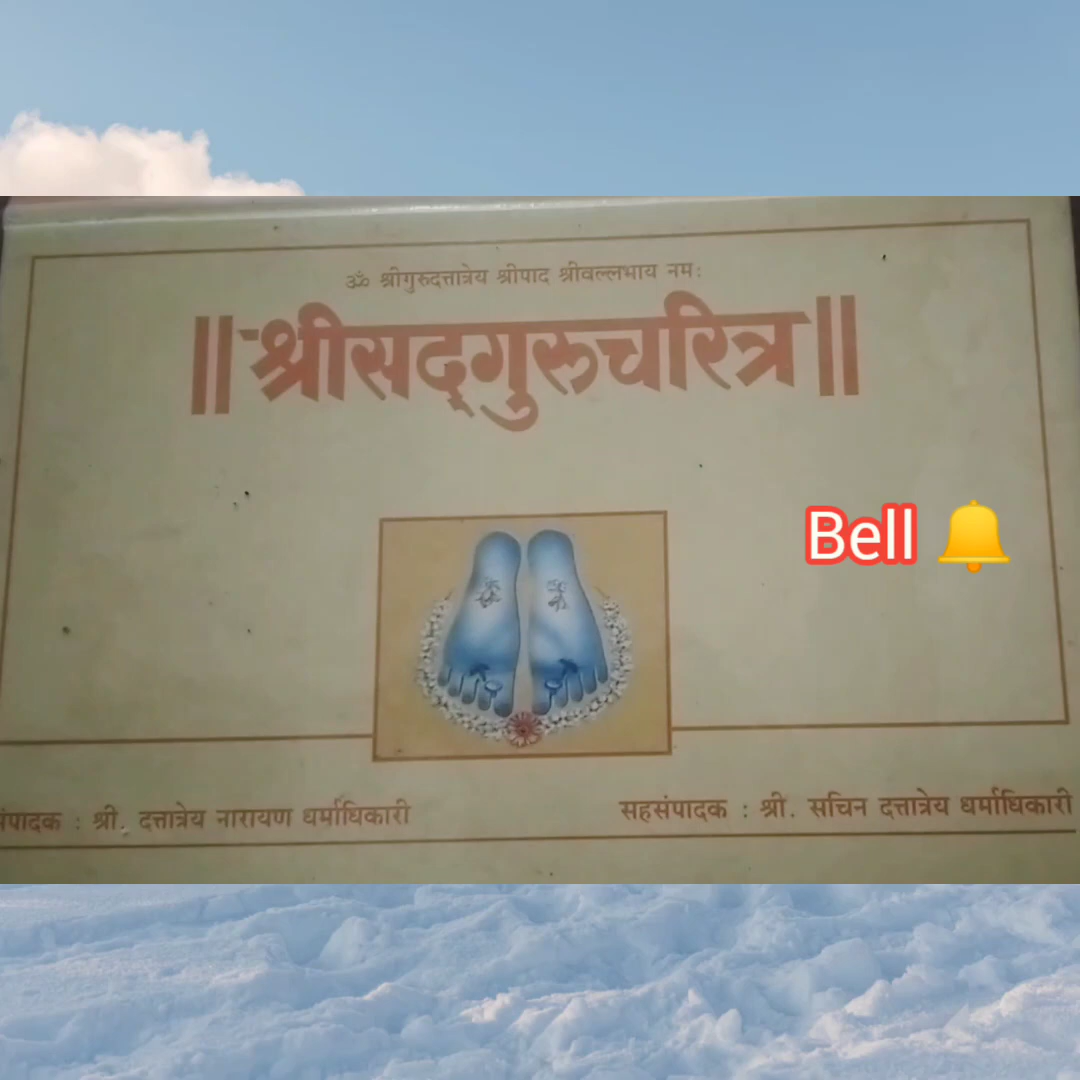 ॐ श्रीगुरुदत्तात्रेय श्रीपाद श्रीवल्लभाय नमः
॥ श्रीसद्‌गुरुचरित्र ॥
Bell 🔔
संपादक : श्री. दत्तात्रेय नारायण धर्माधिकारी
सहसंपादक : श्री. सचिन दत्तात्रेय धर्माधिकारी